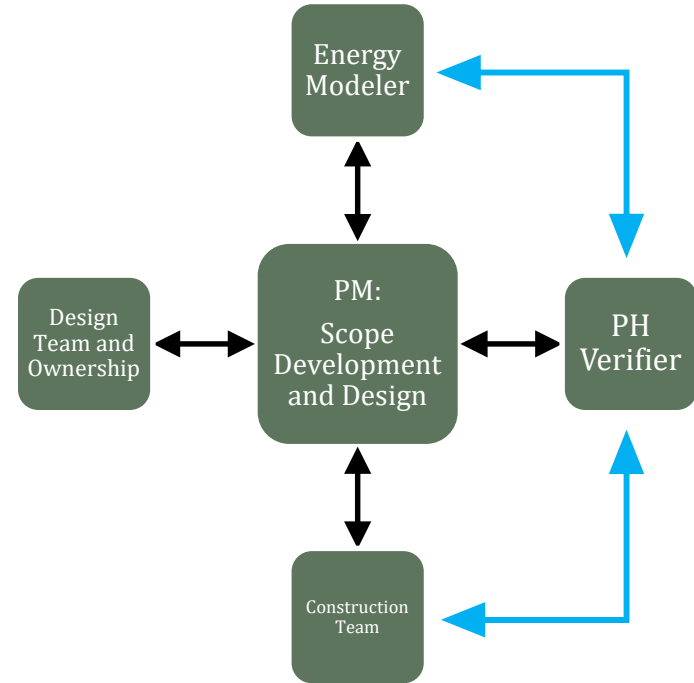 Energy
Modeler
PM:
Scope
Development
and Design
Design
Team and
Ownership
PH
Verifier
Construction
Team